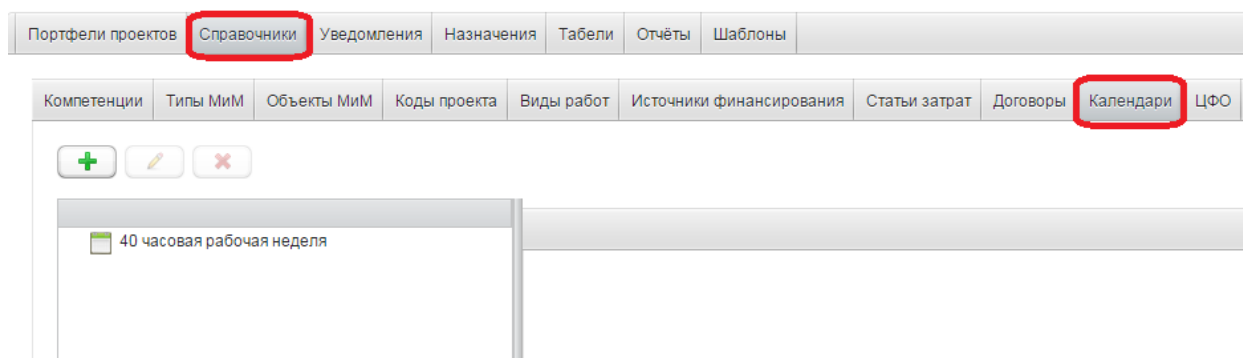 Портфели проектов Справочники Уведомления Назначения Табели Отчёты Шаблоны
Компетенции Типы МиМ Объекты МиМ Коды проекта Виды работ Источники финансирования Статьи затрат Договоры Календари ЦФО
40 часовая рабочая неделя